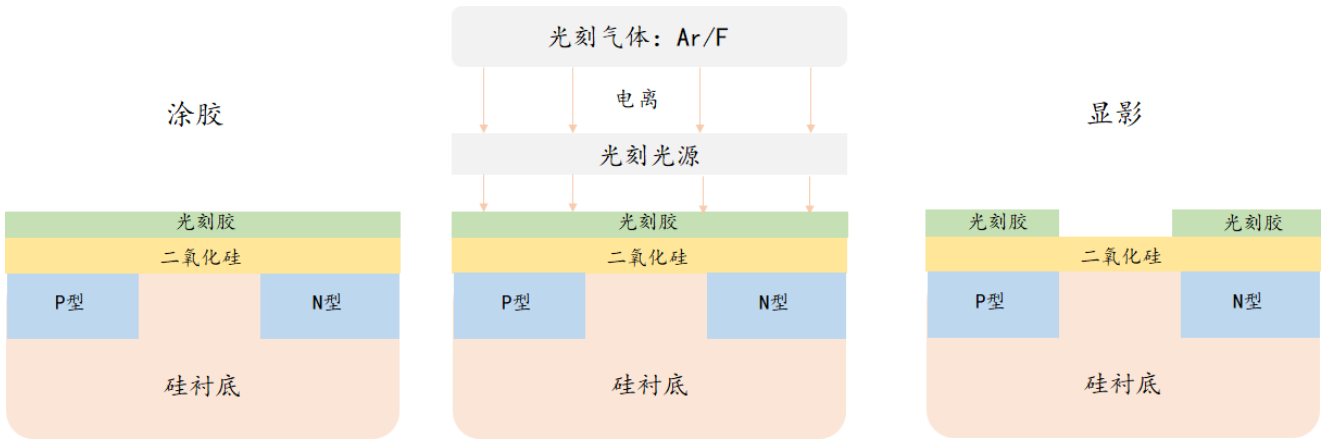 涂胶
光刻胶
二氧化硅
P型
N型
硅衬底
光刻气体：Ar/F
电离
光刻光源
光刻胶
二氧化硅
P型
N型
硅衬底
显影
光刻胶
光刻胶
二氧化硅
P型
N型
硅衬底